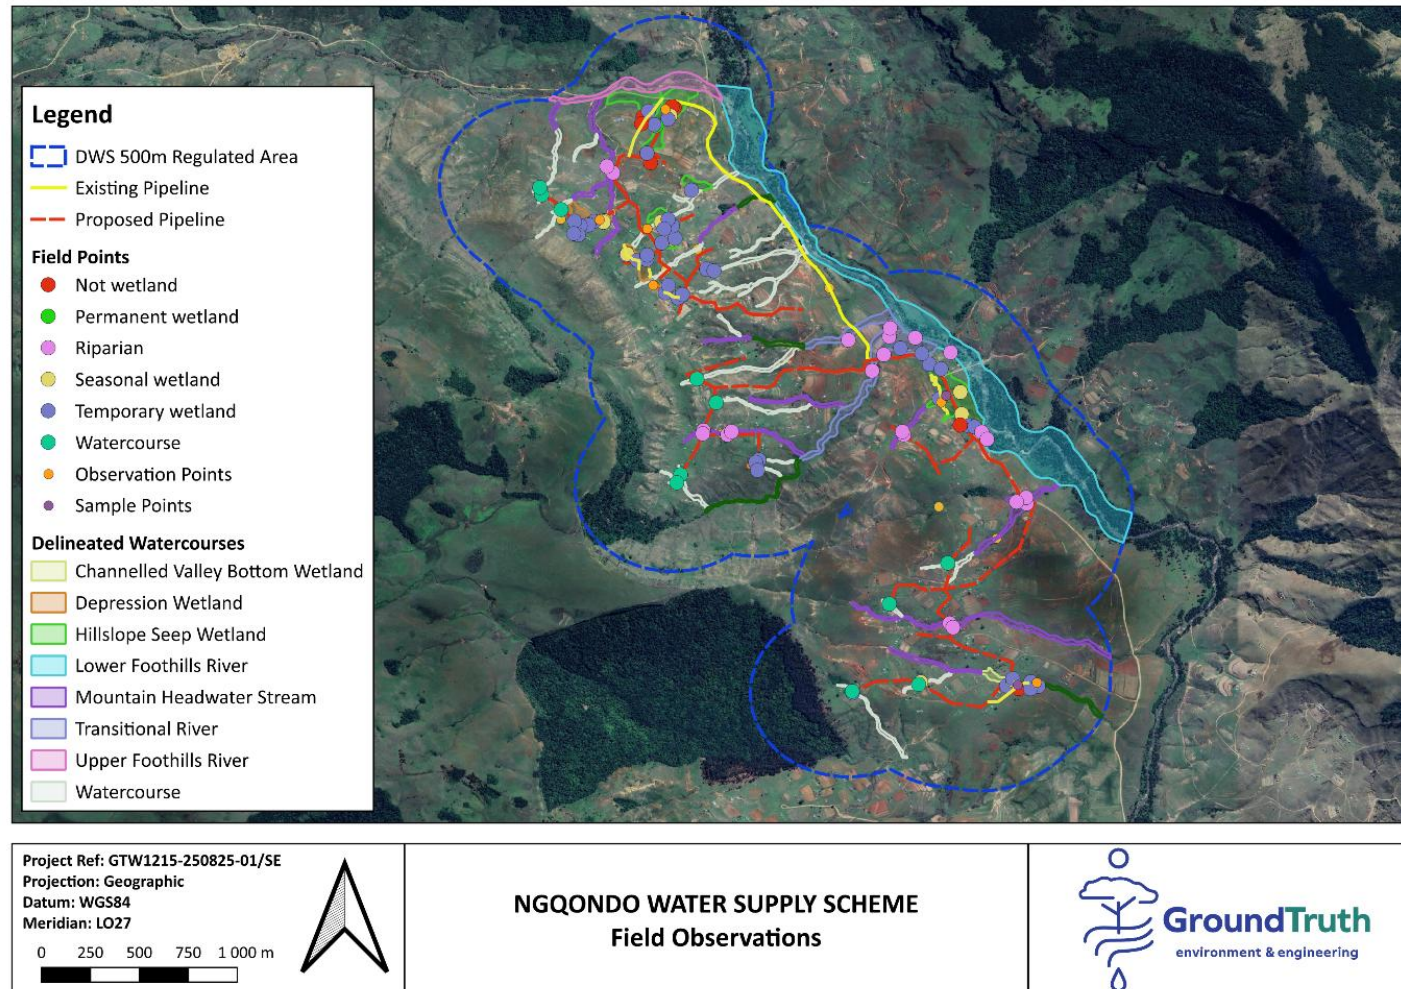 Legend
DWS 500m Regulated Area
Existing Pipeline
Proposed Pipeline
Field Points
Not wetland
Permanent wetland
Riparian
Seasonal wetland
Temporary wetland
Watercourse
Observation Points
Sample Points
Delineated Watercourses
Channelled Valley Bottom Wetland
Depression Wetland
Hillslope Seep Wetland
Lower Foothills River
Mountain Headwater Stream
Transitional River
Upper Foothills River
Watercourse
Project Ref: GTW1215-250825-01/SE
Projection: Geographic
Datum: WGS84
Meridian: LO27
0 250 500 750 1 000 m
NGQONDO WATER SUPPLY SCHEME
Field Observations
GroundTruth
environment & engineering